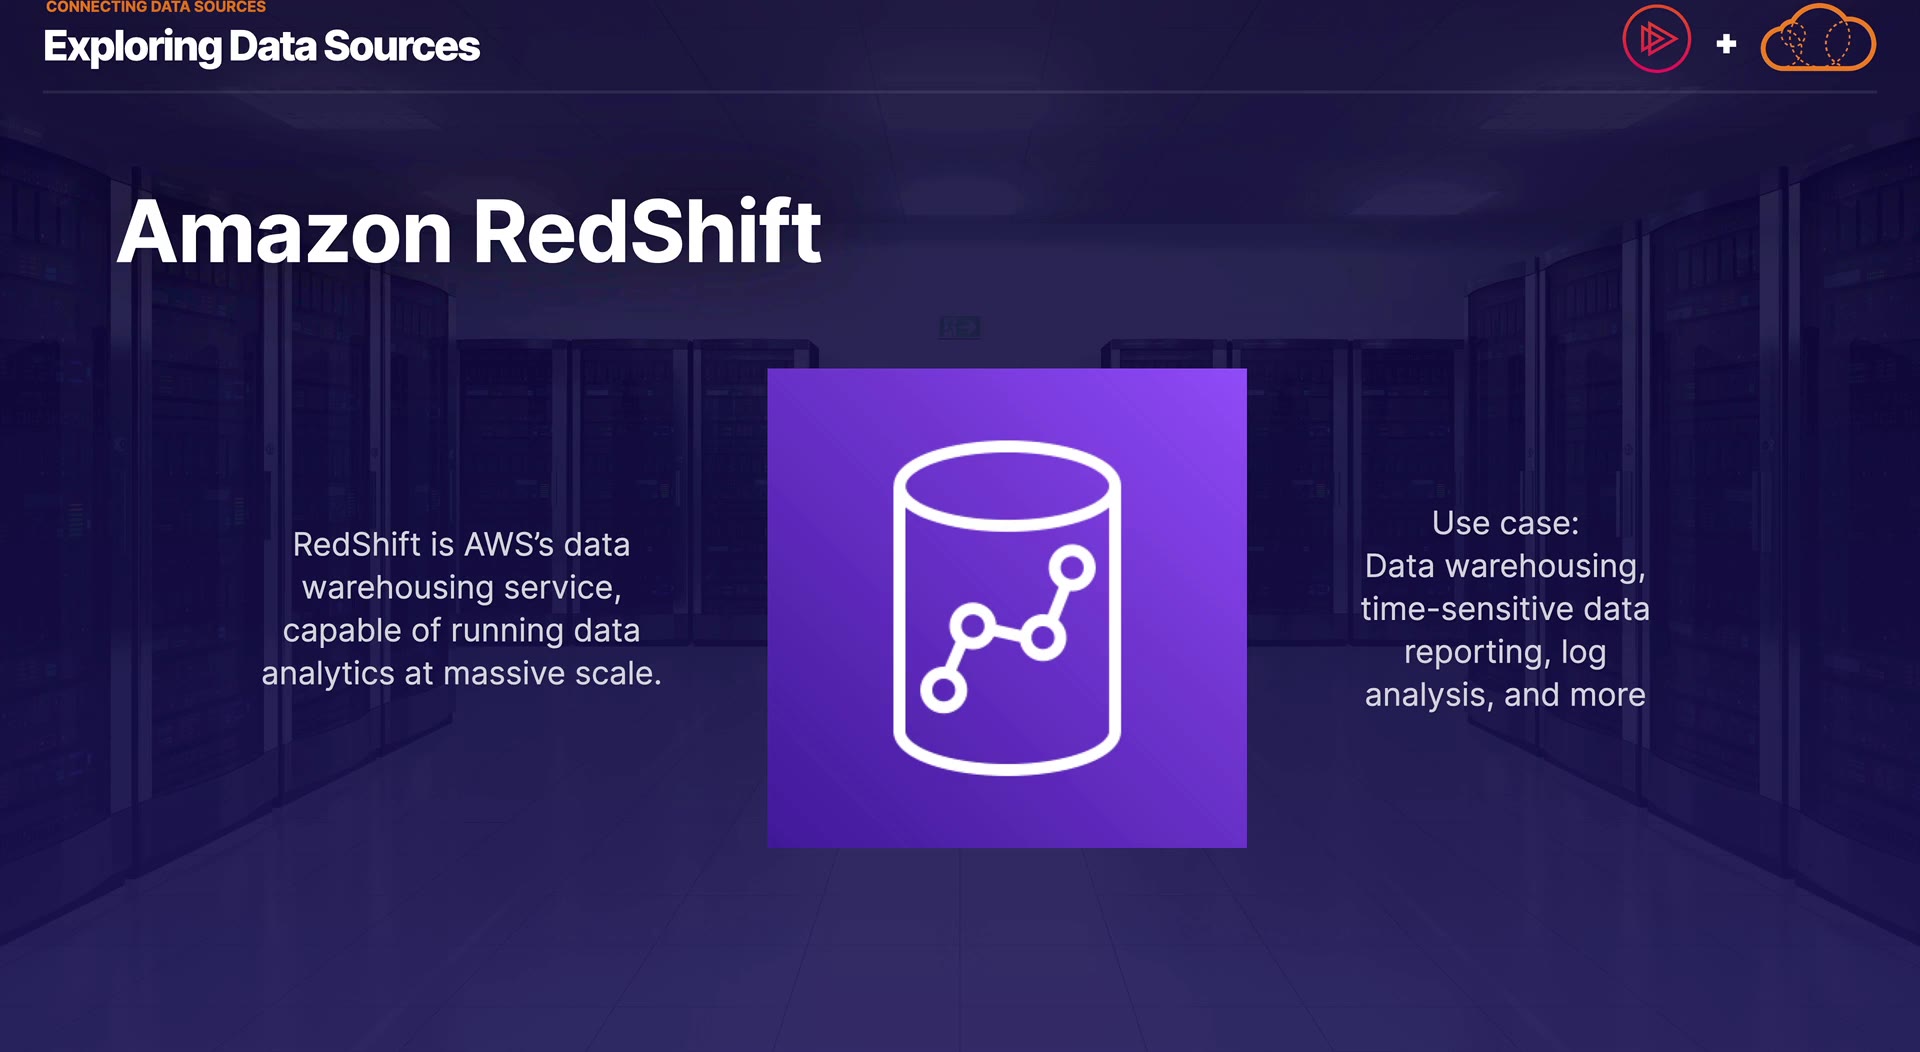 CONNECTING DATA SOURCES
Exploring Data Sources
Amazon RedShift
RedShift is AWS’s data
warehousing service,
capable of running data
analytics at massive scale.
Use case:
Data warehousing,
time-sensitive data
reporting, log
analysis, and more